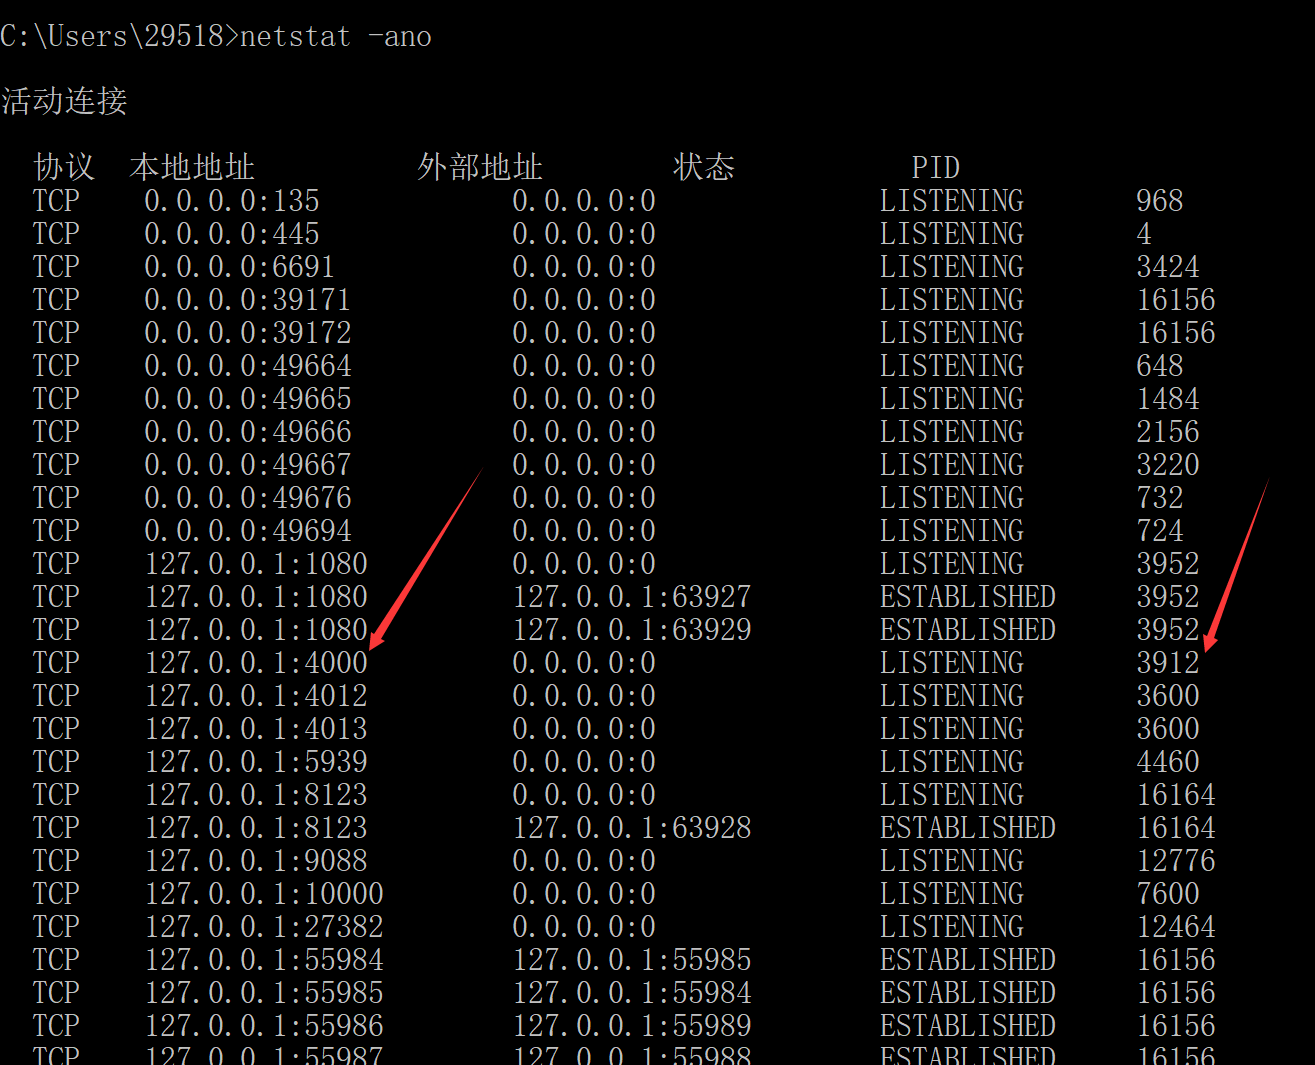 C:\Users\29518>netstat -ano
活动连接
协议 本地地址 外部地址 状态 PID
TCP 0.0.0.0:135 0.0.0.0:0 LISTENING 968
TCP 0.0.0.0:445 0.0.0.0:0 LISTENING 4
TCP 0.0.0.0:6691 0.0.0.0:0 LISTENING 3424
TCP 0.0.0.0:39171 0.0.0.0:0 LISTENING 16156
TCP 0.0.0.0:39172 0.0.0.0:0 LISTENING 16156
TCP 0.0.0.0:49664 0.0.0.0:0 LISTENING 648
TCP 0.0.0.0:49665 0.0.0.0:0 LISTENING 1484
TCP 0.0.0.0:49666 0.0.0.0:0 LISTENING 2156
TCP 0.0.0.0:49667 0.0.0.0:0 LISTENING 3220
TCP 0.0.0.0:49676 0.0.0.0:0 LISTENING 732
TCP 0.0.0.0:49694 0.0.0.0:0 LISTENING 724
TCP 127.0.0.1:1080 0.0.0.0:0 LISTENING 3952
TCP 127.0.0.1:1080 127.0.0.1:63927 ESTABLISHED 3952
TCP 127.0.0.1:1080 127.0.0.1:63929 ESTABLISHED 3952
TCP 127.0.0.1:4000 0.0.0.0:0 LISTENING 3912
TCP 127.0.0.1:4012 0.0.0.0:0 LISTENING 3600
TCP 127.0.0.1:4013 0.0.0.0:0 LISTENING 3600
TCP 127.0.0.1:5939 0.0.0.0:0 LISTENING 4460
TCP 127.0.0.1:8123 0.0.0.0:0 LISTENING 16164
TCP 127.0.0.1:8123 127.0.0.1:63928 ESTABLISHED 16164
TCP 127.0.0.1:9088 0.0.0.0:0 LISTENING 12776
TCP 127.0.0.1:10000 0.0.0.0:0 LISTENING 7600
TCP 127.0.0.1:27382 0.0.0.0:0 LISTENING 12464
TCP 127.0.0.1:55984 127.0.0.1:55985 ESTABLISHED 16156
TCP 127.0.0.1:55985 127.0.0.1:55984 ESTABLISHED 16156
TCP 127.0.0.1:55986 127.0.0.1:55989 ESTABLISHED 16156
TCP 127.0.0.1:55987 127.0.0.1:55988 ESTABLISHED 16156